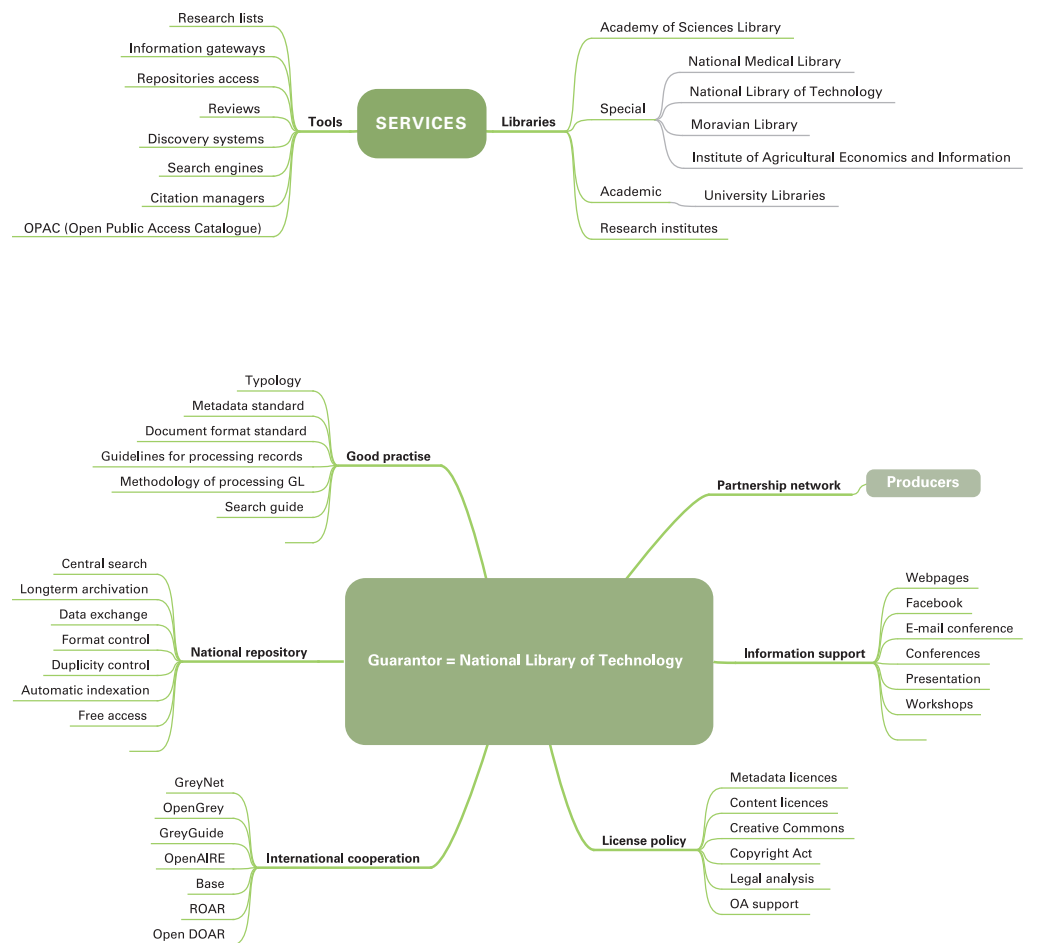 Research lists
Information gateways
Repositories access
Reviews
Discovery systems
Search engines
Citation managers
OPAC (Open Public Access Catalogue)
Tools
SERVICES
Libraries
Academy of Sciences Library
Special
National Medical Library
National Library of Technology
Moravian Library
Institute of Agricultural Economics and Information
Academic
University Libraries
Research institutes
Typology
Metadata standard
Document format standard
Guidelines for processing records
Methodology of processing GL
Search guide
Good practise
Partnership network
Producers
Central search
Longterm archivation
Data exchange
Format control
Duplicity control
Automatic indexation
Free access
National repository
Guarantor = National Library of Technology
Information support
Webpages
Facebook
E-mail conference
Conferences
Presentation
Workshops
GreyNet
OpenGrey
GreyGuide
OpenAIRE
Base
ROAR
Open DOAR
International cooperation
License policy
Metadata licences
Content licences
Creative Commons
Copyright Act
Legal analysis
OA support